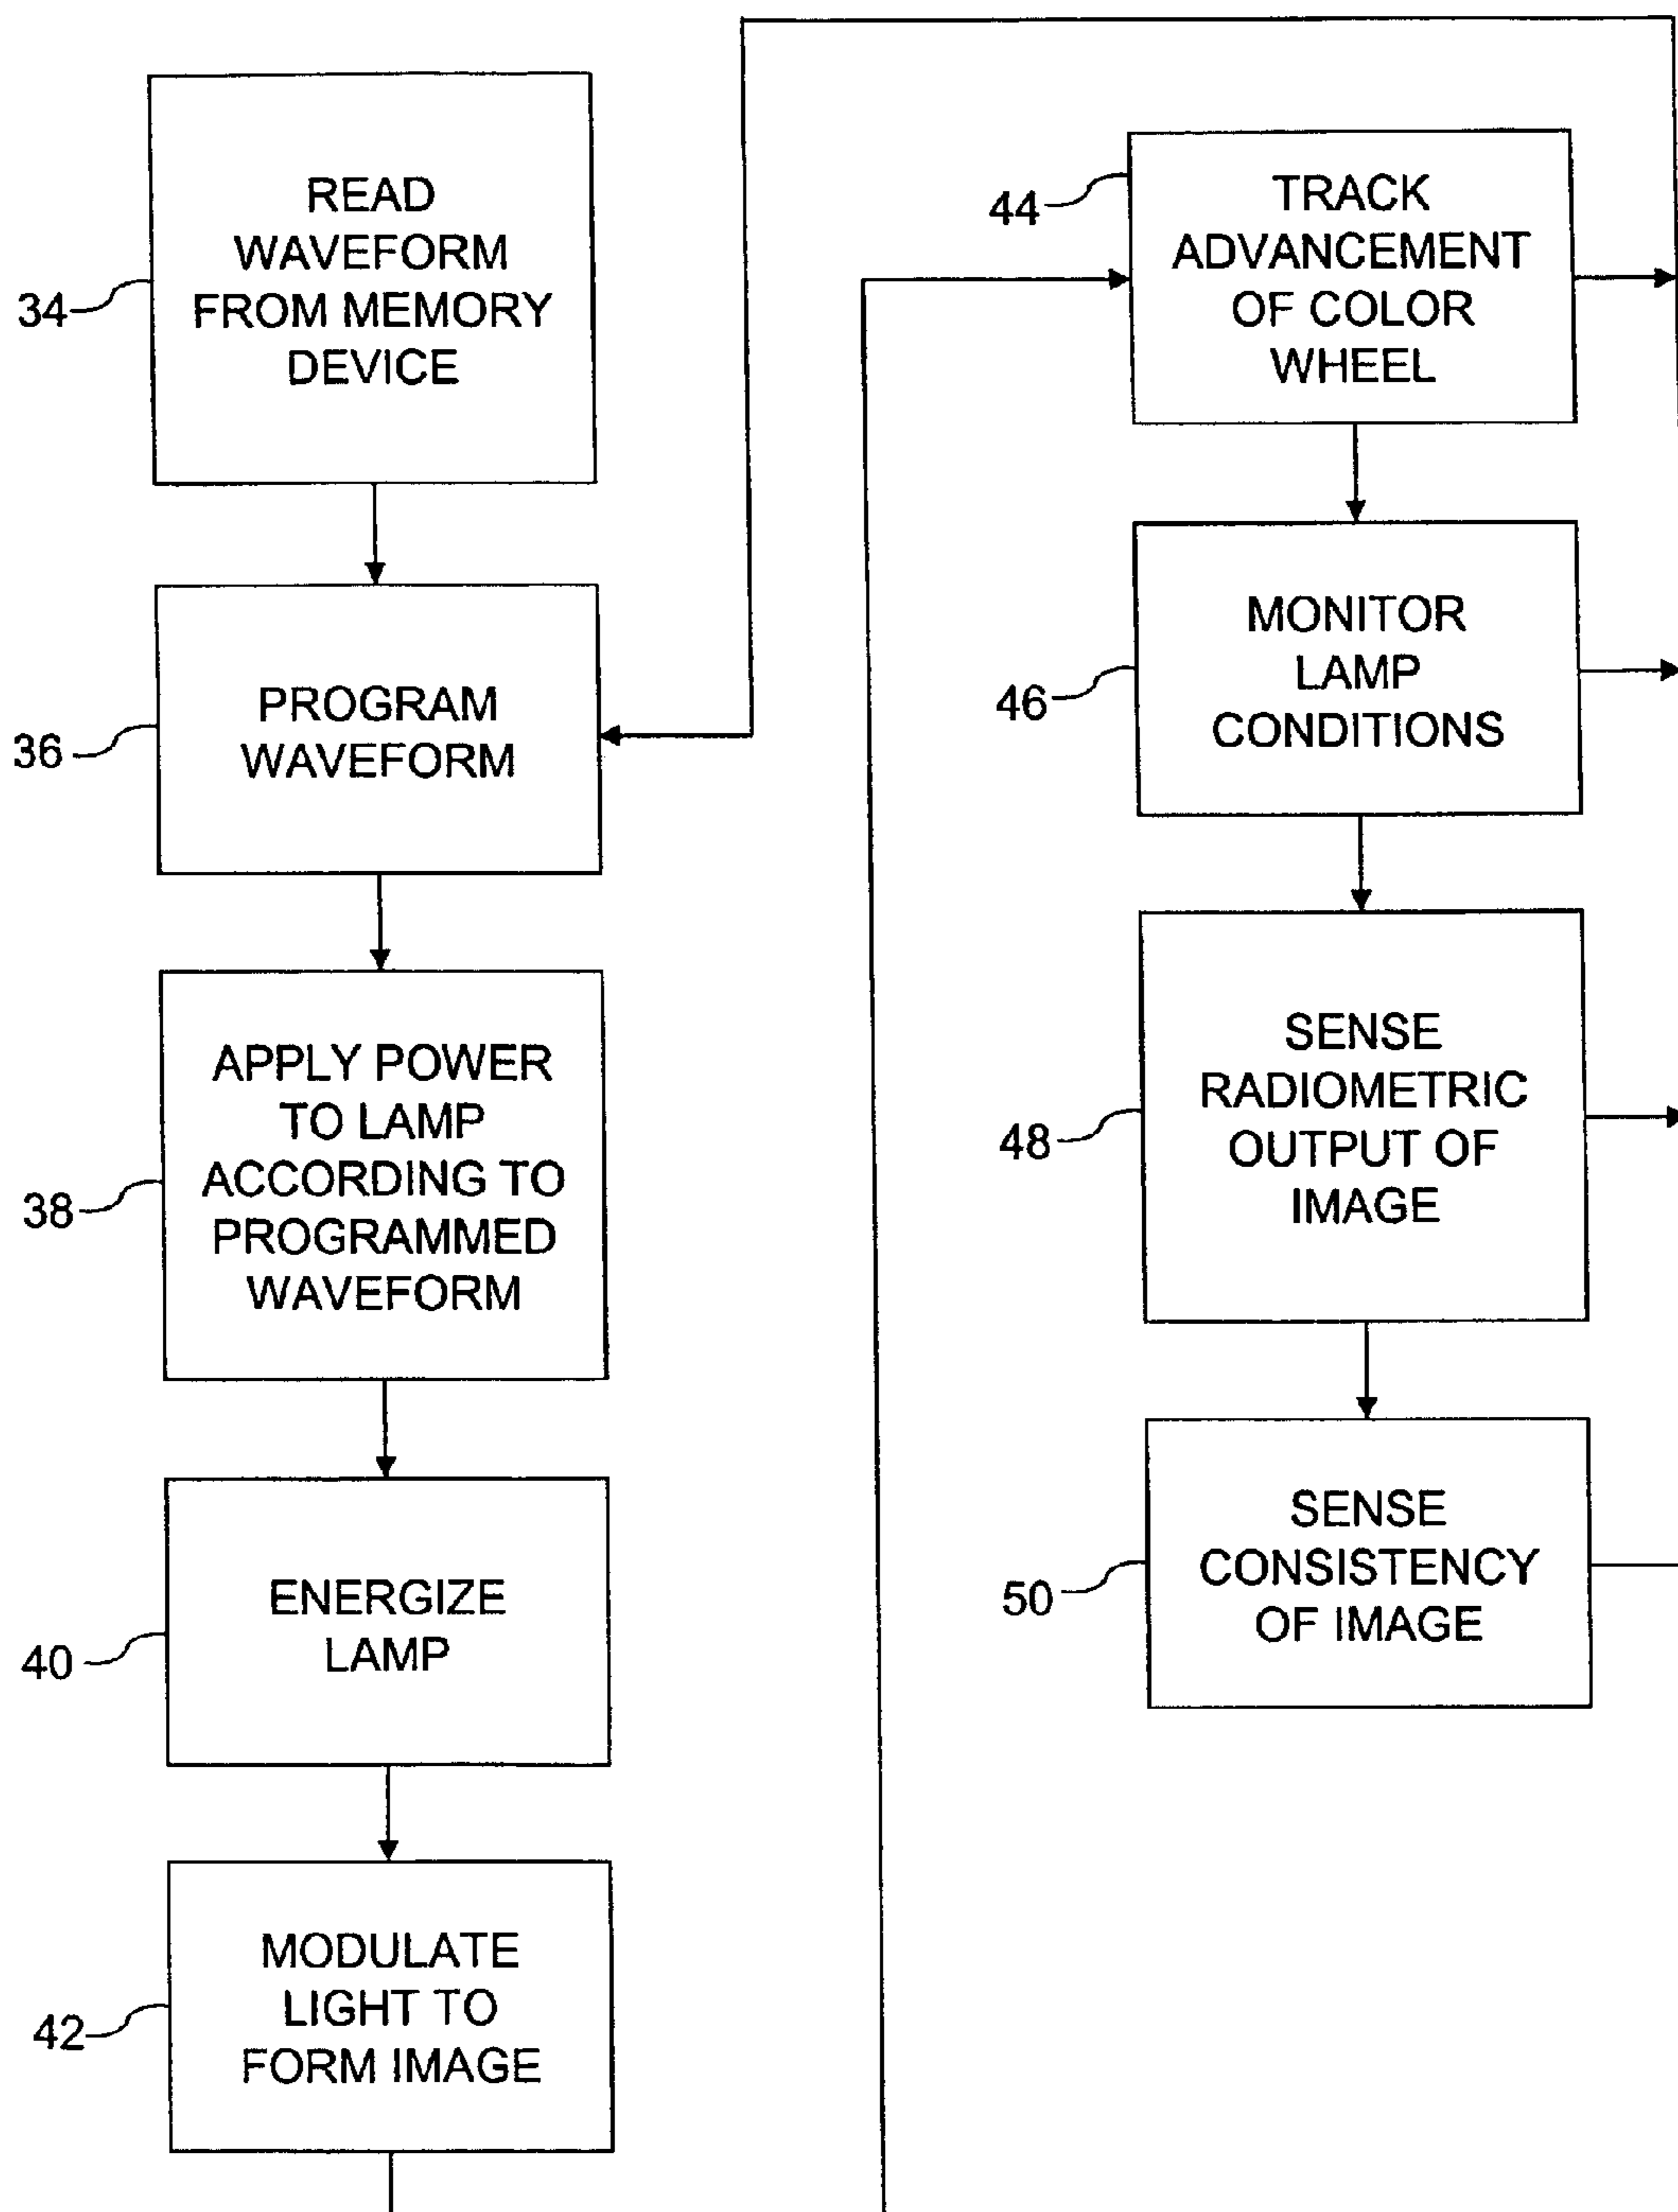 READ
WAVEFORM
FROM MEMORY
DEVICE
34
PROGRAM
WAVEFORM
36
APPLY POWER
TO LAMP
ACCORDING TO
PROGRAMMED
WAVEFORM
38
ENERGIZE
LAMP
40
MODULATE
LIGHT TO
FORM IMAGE
42
TRACK
ADVANCEMENT
OF COLOR
WHEEL
44
MONITOR
LAMP
CONDITIONS
46
SENSE
RADIOMETRIC
OUTPUT OF
IMAGE
48
SENSE
CONSISTENCY
OF IMAGE
50